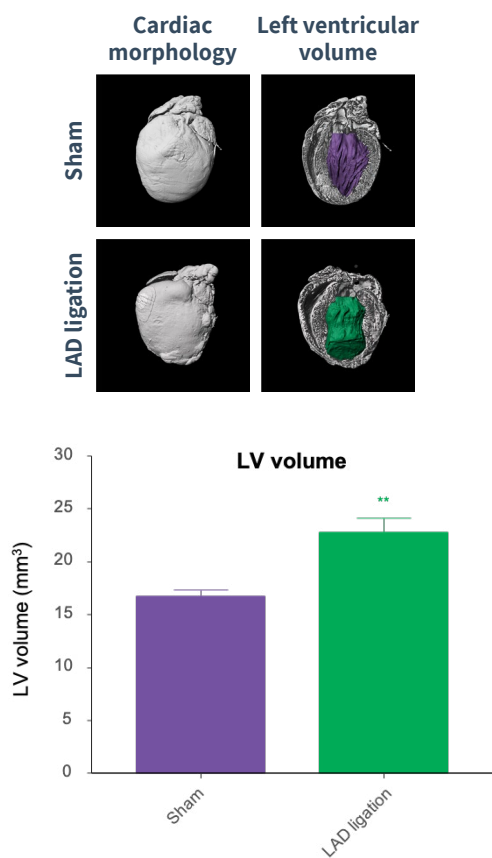 Cardiac
morphology
Left ventricular
volume
Sham
LAD ligation
LV volume
**
LV volume (mm³)
30
25
20
15
10
5
0
Sham
LAD ligation